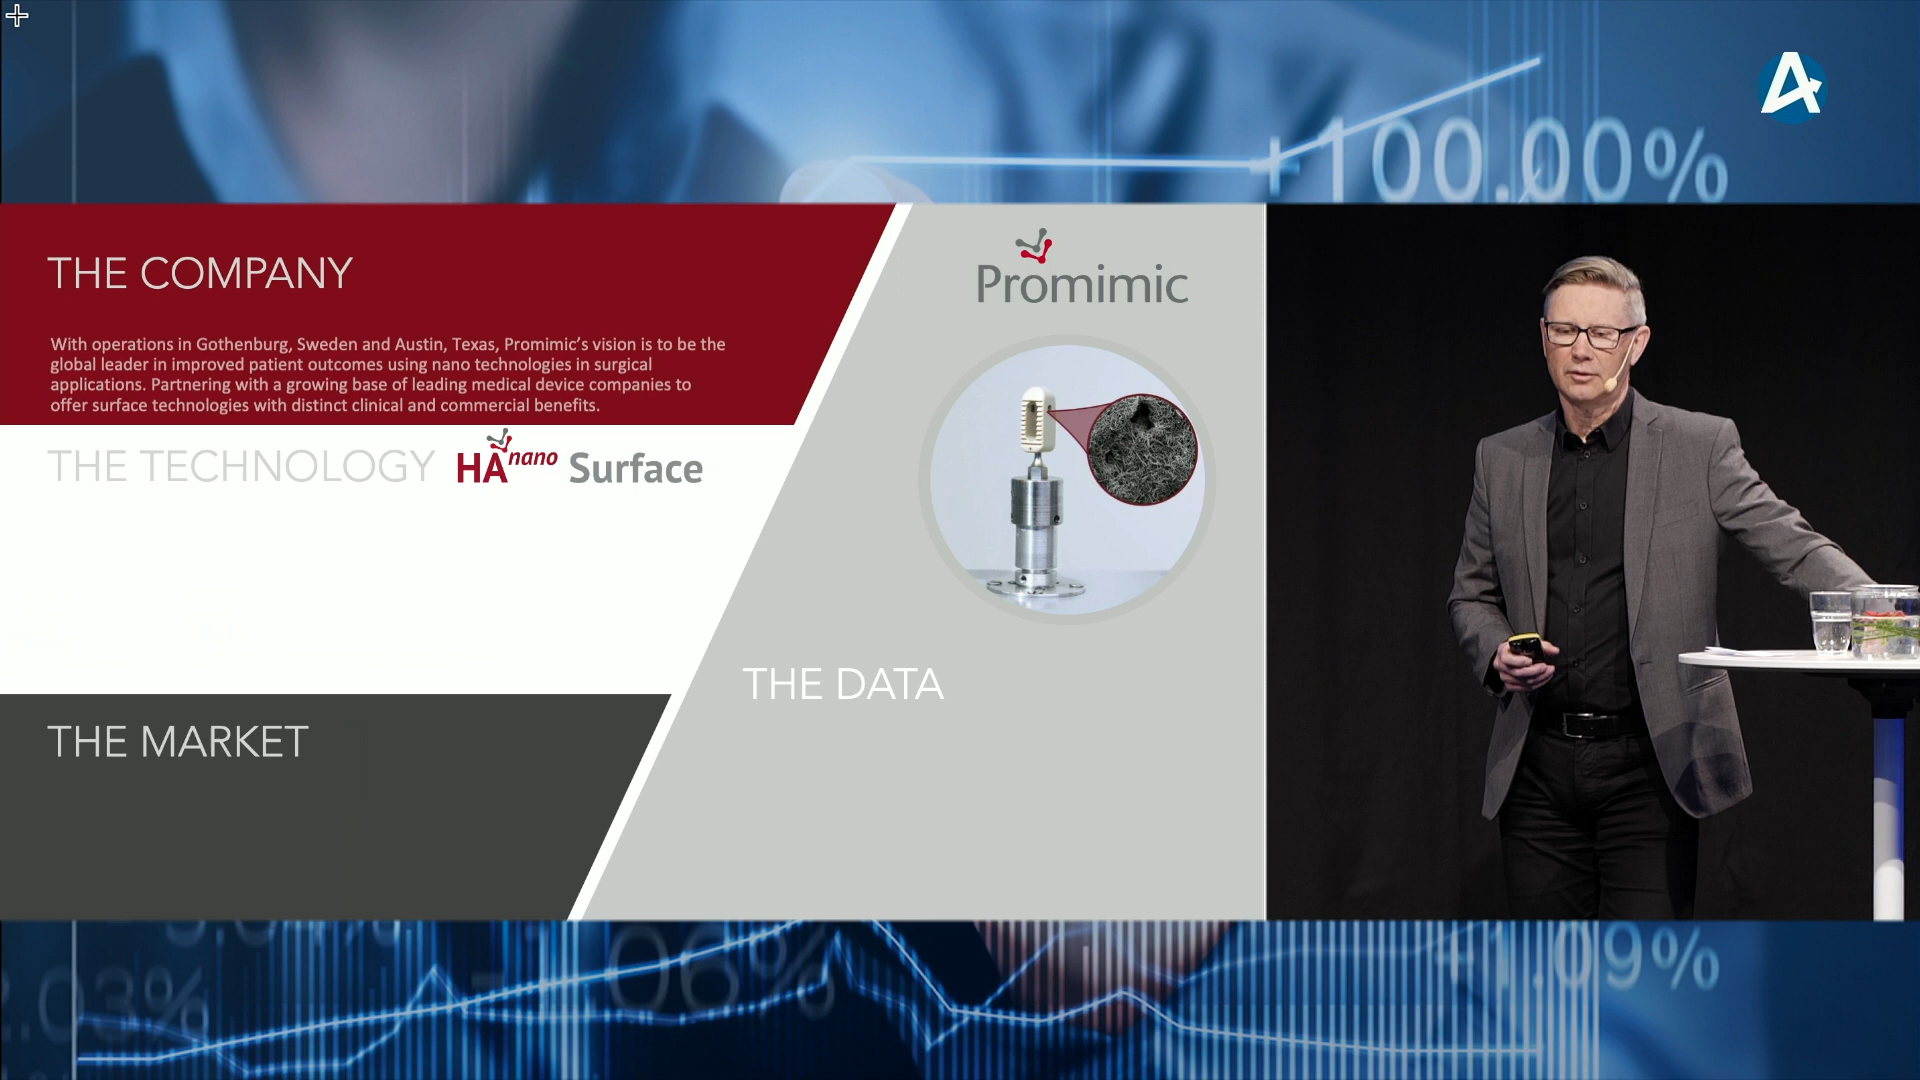 +100.00%
THE COMPANY
Promimic
With operations in Gothenburg, Sweden and Austin, Texas, Promimic’s vision is to be the
global leader in improved patient outcomes using nano technologies in surgical
applications. Partnering with a growing base of leading medical device companies to
offer surface technologies with distinct clinical and commercial benefits.
THE TECHNOLOGY HAnano Surface
THE DATA
THE MARKET